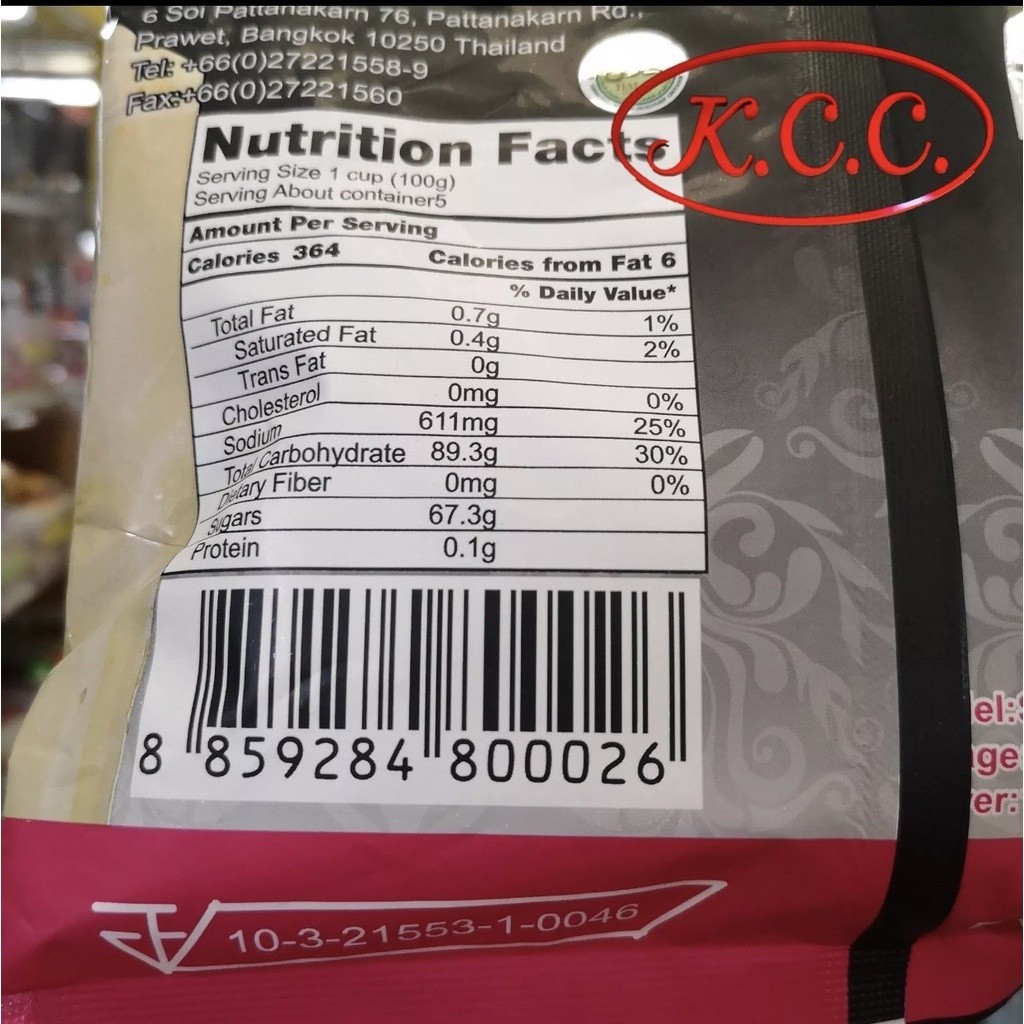 6 Soi Pattanakarn 76, Pattanakarn Rd.,
Prawet, Bangkok 10250 Thailand
Tel: +66(0)27221558-9
Fax:+66(0)27221560
K.C.C.
Nutrition Facts
Serving Size 1 cup (100g)
Serving About container5
Amount Per Serving
Calories 364 Calories from Fat 6
% Daily Value*
Total Fat 0.7g 1%
Saturated Fat 0.4g 2%
Trans Fat 0g
Cholesterol 0mg 0%
Sodium 611mg 25%
Total Carbohydrate 89.3g 30%
Dietary Fiber 0mg 0%
Sugars 67.3g
Protein 0.1g
8 859284 800026
10-3-21553-1-0046